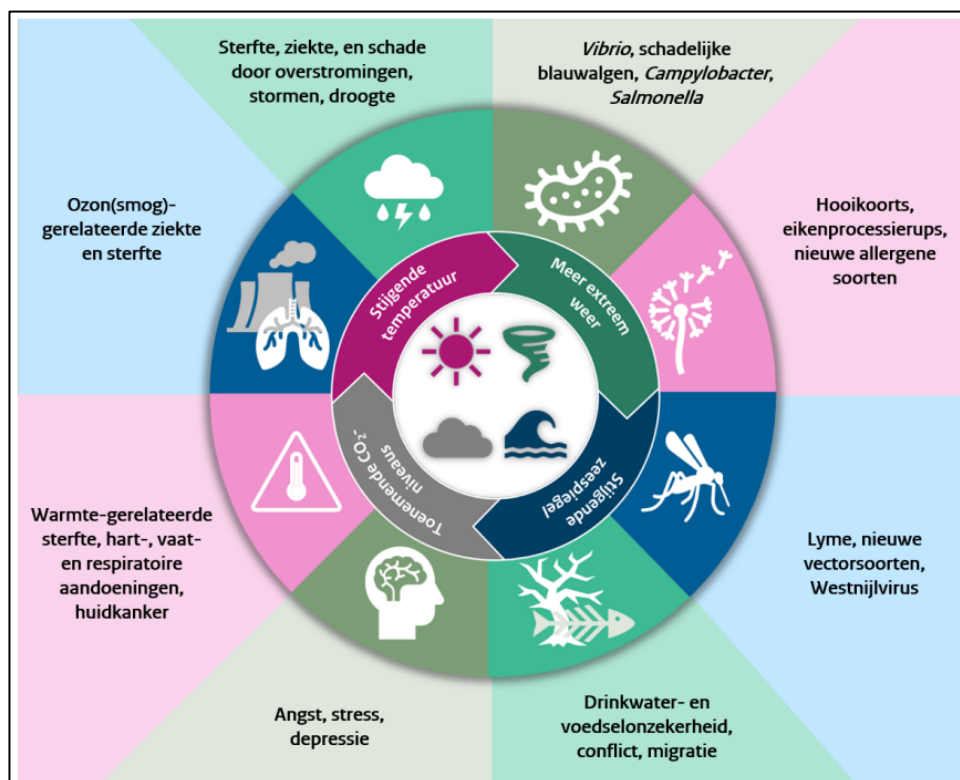 Sterfte, ziekte, en schade
door overstromingen,
stormen, droogte
Vibrio, schadelijke
blauwalgen, Campylobacter,
Salmonella
Ozon(smog)-
gerelateerde ziekte
en sterfte
Hooikoorts,
eikenprocessierups,
nieuwe allergene
soorten
Stijgende
temperatuur
Meer extreem
weer
Toenemende CO₂-
niveaus
Stijgende
zeespiegel
Warmte-gerelateerde
sterfte, hart-, vaat-
en respiratoire
aandoeningen,
huidkanker
Lyme, nieuwe
vectorsoorten,
Westnijlvirus
Angst, stress,
depressie
Drinkwater- en
voedselonzekerheid,
conflict, migratie